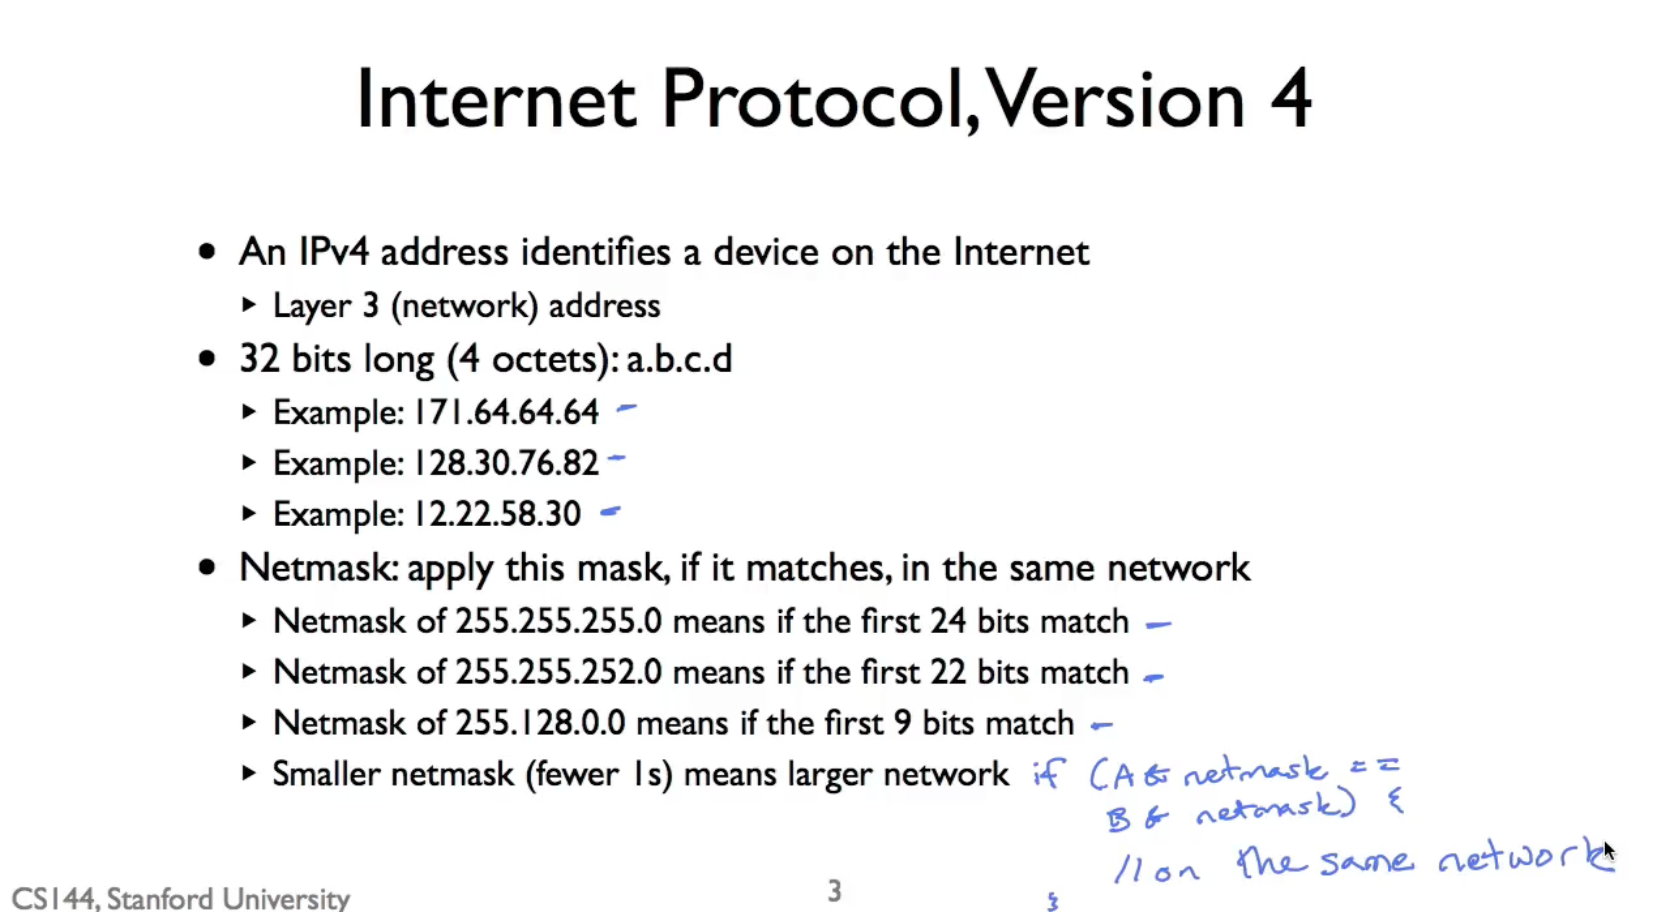 Internet Protocol, Version 4
• An IPv4 address identifies a device on the Internet
‣ Layer 3 (network) address
• 32 bits long (4 octets): a.b.c.d
‣ Example: 171.64.64.64
‣ Example: 128.30.76.82
‣ Example: 12.22.58.30
• Netmask: apply this mask, if it matches, in the same network
‣ Netmask of 255.255.255.0 means if the first 24 bits match
‣ Netmask of 255.255.252.0 means if the first 22 bits match
‣ Netmask of 255.128.0.0 means if the first 9 bits match
‣ Smaller netmask (fewer 1s) means larger network
if (A & netmask ==
B & netmask) {
// on the same network
}
CS144, Stanford University
3